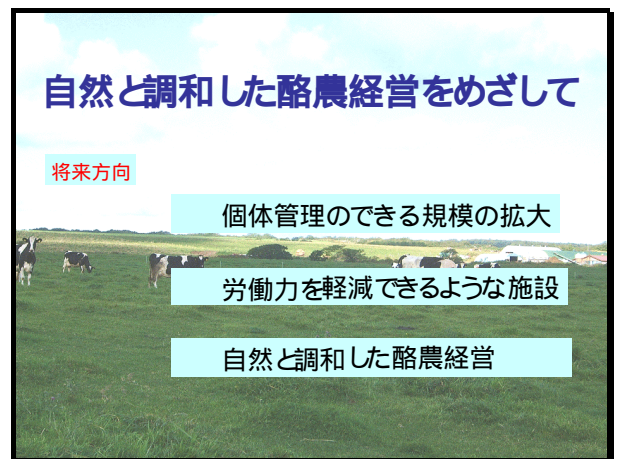 自然と調和した酪農経営をめざして
将来方向
個体管理のできる規模の拡大
労働力を軽減できるような施設
自然と調和した酪農経営